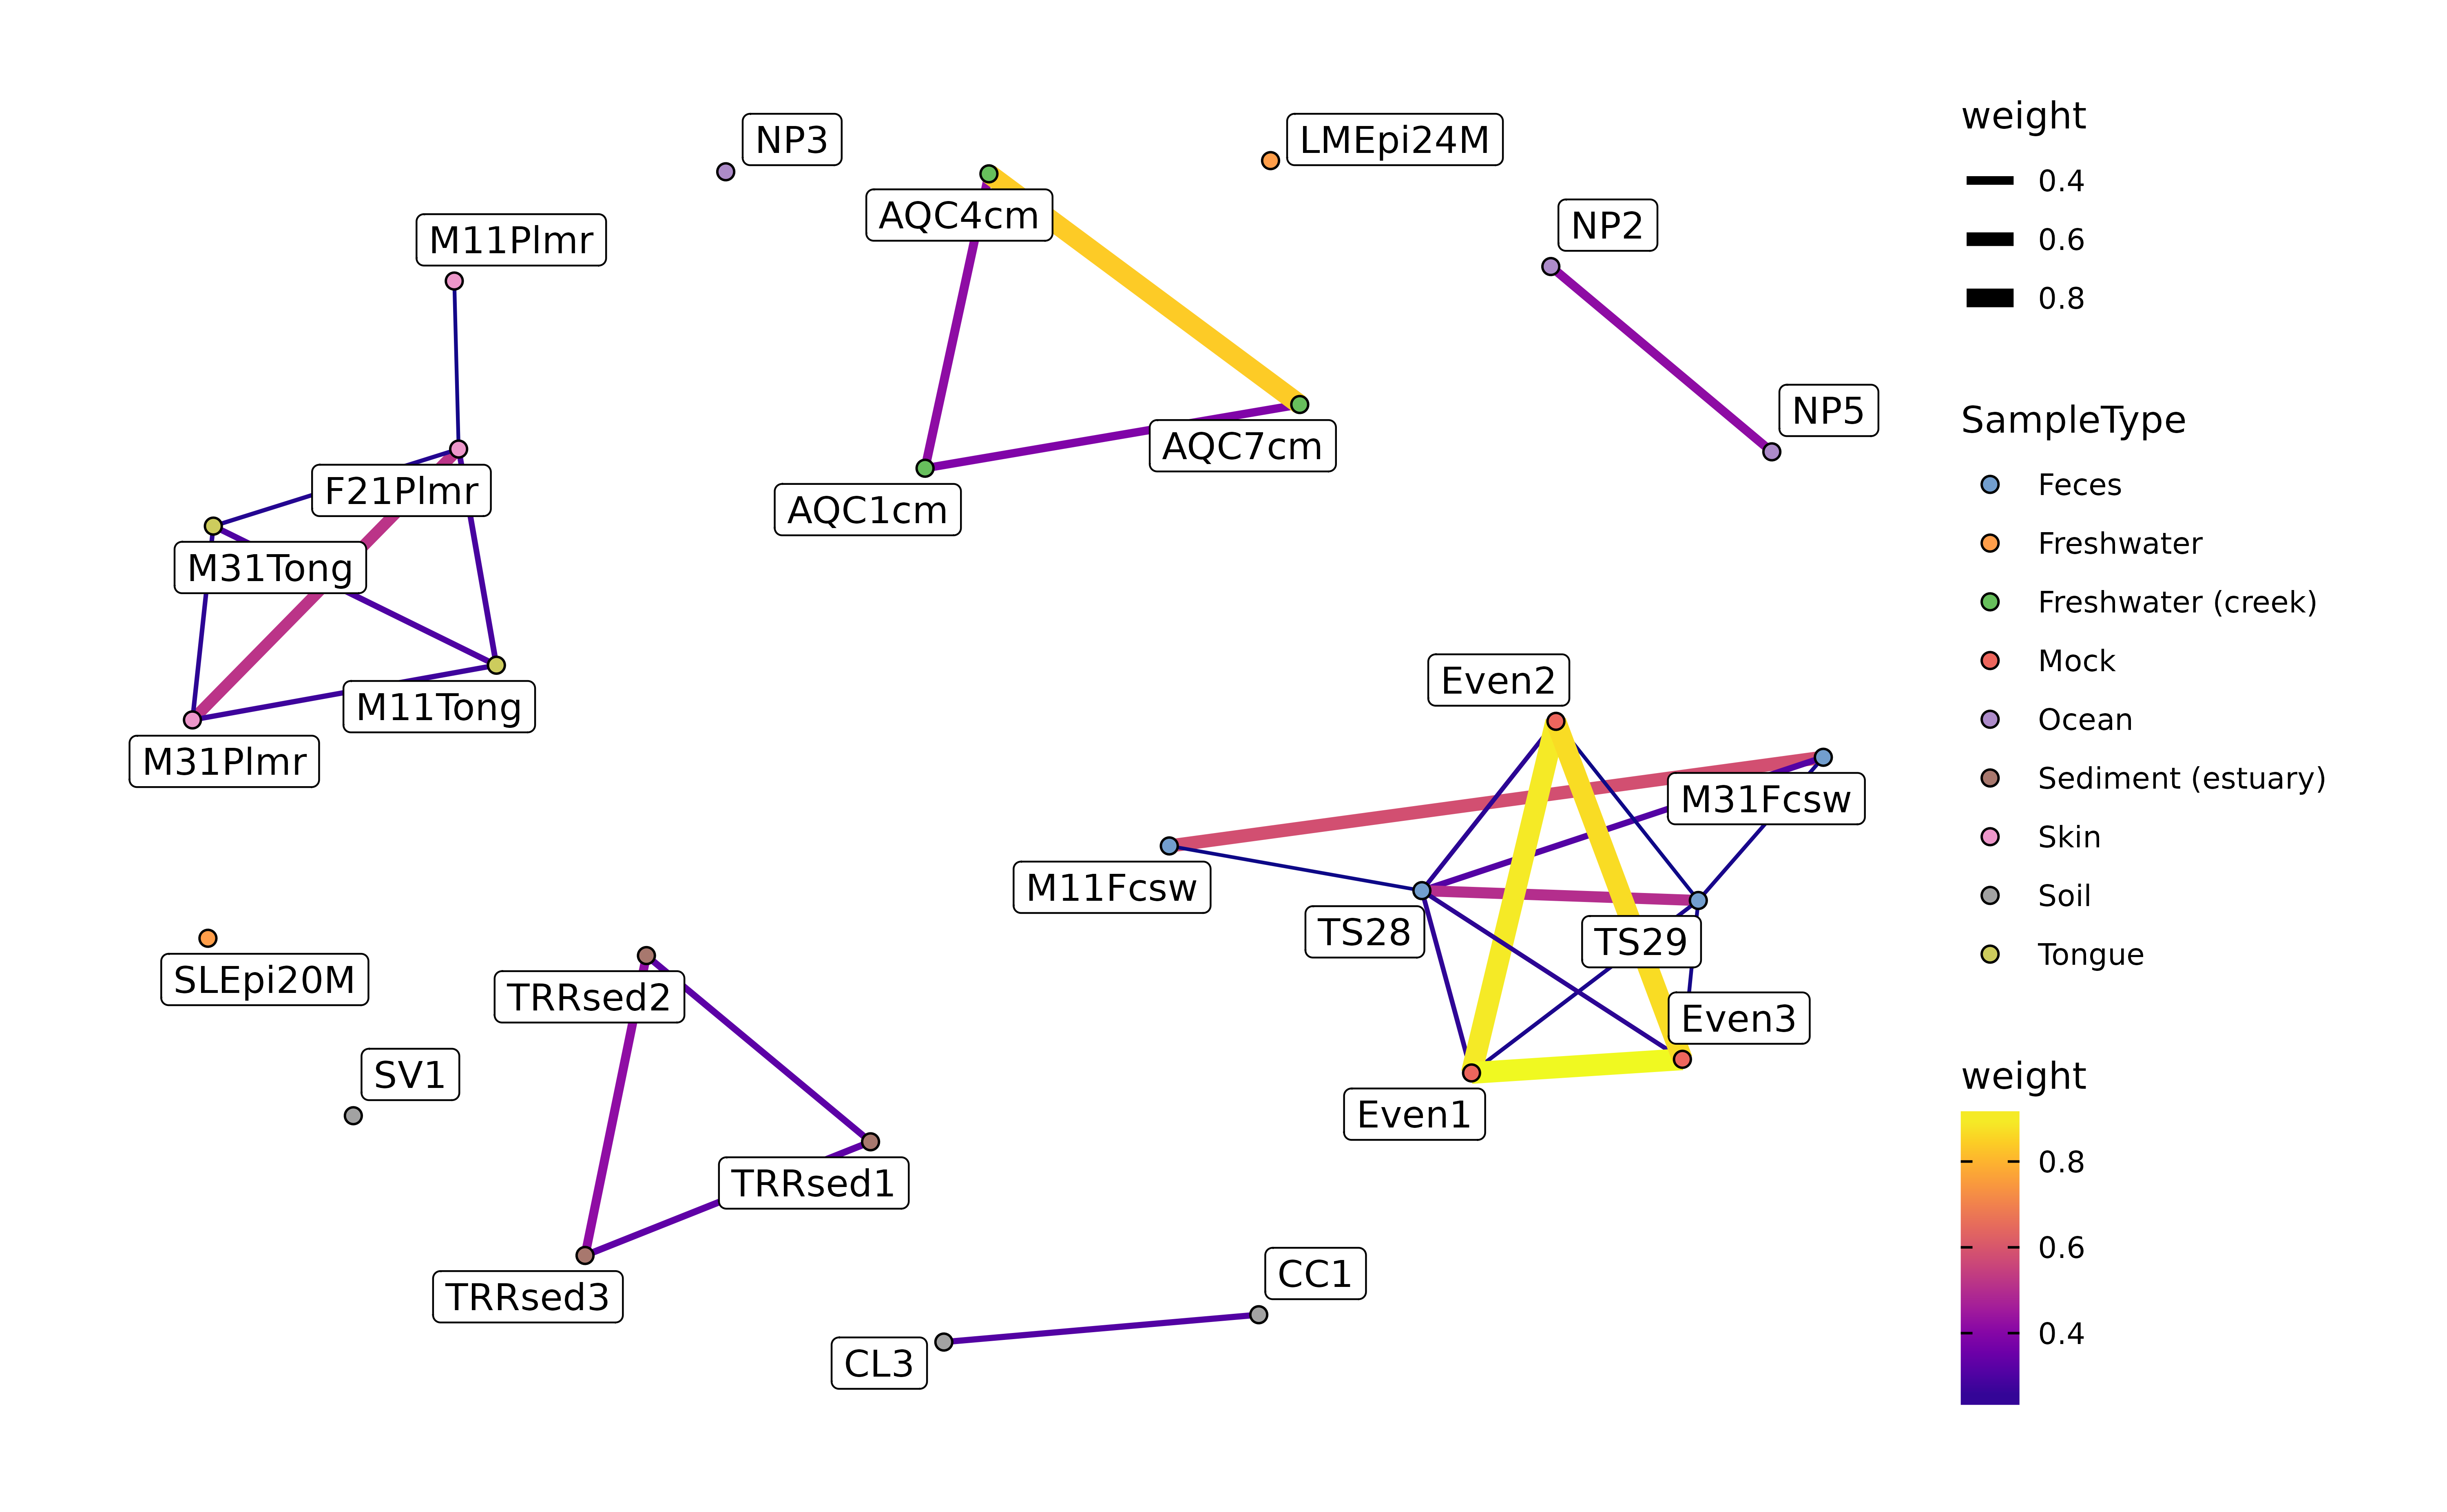 NP3
LMEpi24M
AQC4cm
NP2
M11Plmr
NP5
AQC7cm
F21Plmr
AQC1cm
M31Tong
Even2
M11Tong
M31Plmr
M31Fcsw
M11Fcsw
TS28
TS29
SLEpi20M
TRRsed2
Even3
SV1
Even1
TRRsed1
CC1
TRRsed3
CL3
weight
0.4
0.6
0.8
SampleType
Feces
Freshwater
Freshwater (creek)
Mock
Ocean
Sediment (estuary)
Skin
Soil
Tongue
weight
0.8
0.6
0.4